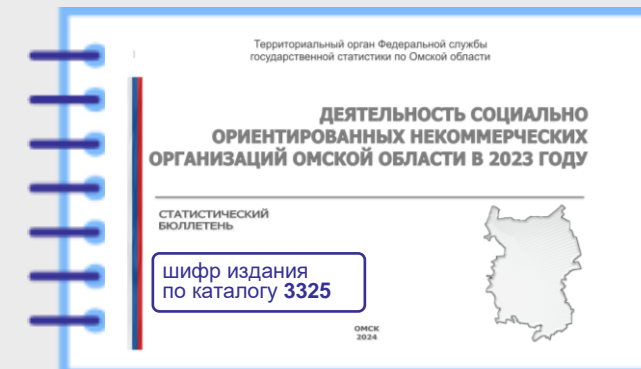 Территориальный орган Федеральной службы
государственной статистики по Омской области
ДЕЯТЕЛЬНОСТЬ СОЦИАЛЬНО
ОРИЕНТИРОВАННЫХ НЕКОММЕРЧЕСКИХ
ОРГАНИЗАЦИЙ ОМСКОЙ ОБЛАСТИ В 2023 ГОДУ
СТАТИСТИЧЕСКИЙ
БЮЛЛЕТЕНЬ
шифр издания
по каталогу 3325
ОМСК
2024